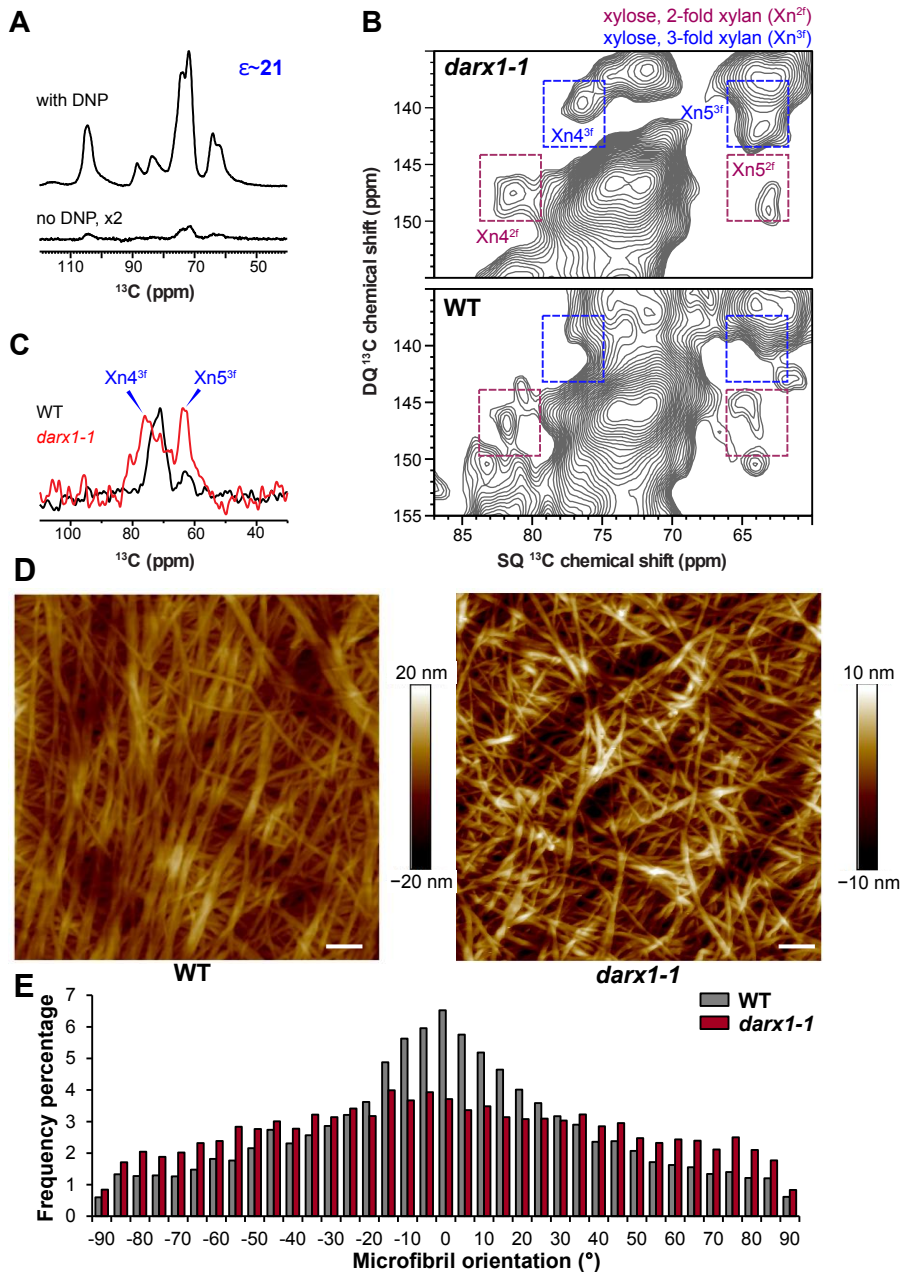 A
ε~21
with DNP
no DNP, x2
110 90 70 50
¹³C (ppm)
B
xylose, 2-fold xylan (Xn²ᶠ)
xylose, 3-fold xylan (Xn³ᶠ)
darx1-1
Xn4³ᶠ
Xn5³ᶠ
Xn5²ᶠ
Xn4²ᶠ
140
145
150
WT
140
145
150
155
DQ ¹³C chemical shift (ppm)
85 80 75 70 65
SQ ¹³C chemical shift (ppm)
C
Xn4³ᶠ Xn5³ᶠ
WT
darx1-1
100 80 60 40
¹³C (ppm)
D
20 nm
−20 nm
10 nm
−10 nm
WT
darx1-1
E
WT
darx1-1
7
6
5
4
3
2
1
0
Frequency percentage
-90 -80 -70 -60 -50 -40 -30 -20 -10 0 10 20 30 40 50 60 70 80 90
Microfibril orientation (°)